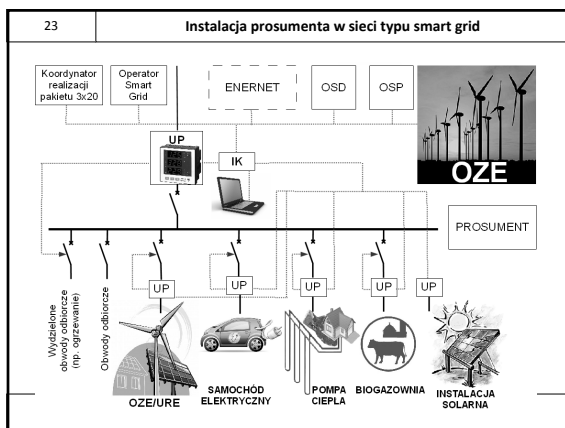 23
Instalacja prosumenta w sieci typu smart grid
Koordynator
realizacji
pakietu 3x20
Operator
Smart
Grid
ENERNET
OSD
OSP
OZE
UP
IK
PROSUMENT
UP
UP
UP
UP
UP
Wydzielone
obwody odbiorcze
(np. ogrzewanie)
Obwody odbiorcze
OZE/URE
SAMOCHÓD
ELEKTRYCZNY
POMPA
CIEPLA
BIOGAZOWNIA
INSTALACJA
SOLARNA